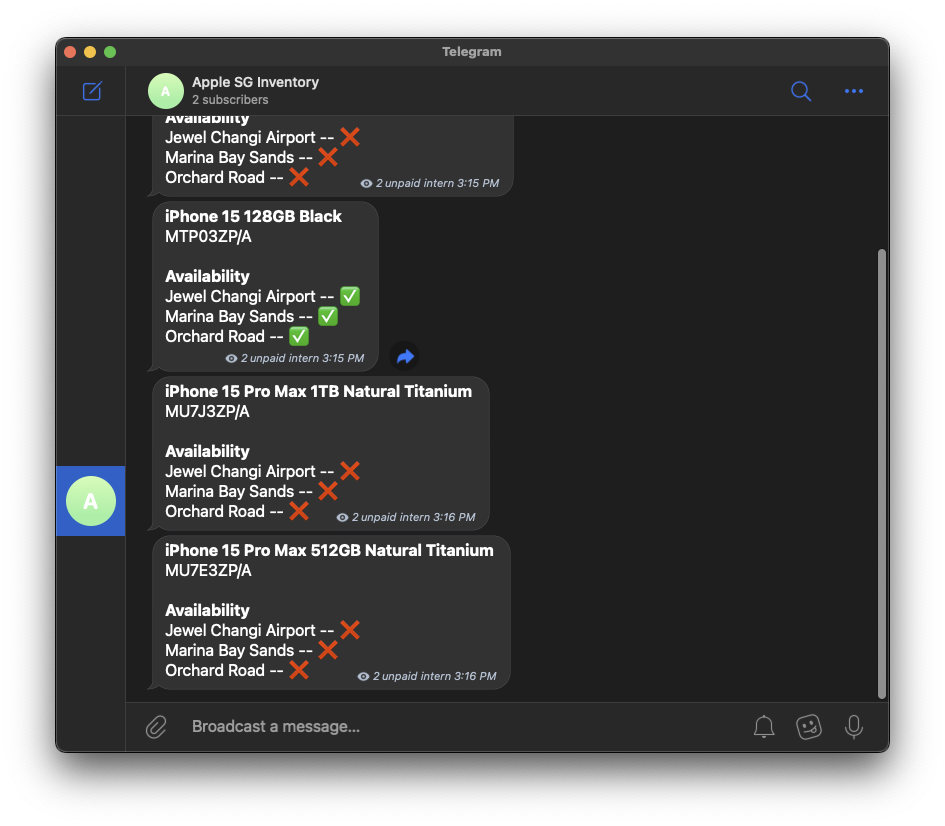 Telegram
A
Apple SG Inventory
2 subscribers
Availability
Jewel Changi Airport -- ❌
Marina Bay Sands -- ❌
Orchard Road -- ❌
2 unpaid intern 3:15 PM
iPhone 15 128GB Black
MTP03ZP/A
Availability
Jewel Changi Airport -- ✅
Marina Bay Sands -- ✅
Orchard Road -- ✅
2 unpaid intern 3:15 PM
iPhone 15 Pro Max 1TB Natural Titanium
MU7J3ZP/A
Availability
Jewel Changi Airport -- ❌
Marina Bay Sands -- ❌
Orchard Road -- ❌
2 unpaid intern 3:16 PM
A
iPhone 15 Pro Max 512GB Natural Titanium
MU7E3ZP/A
Availability
Jewel Changi Airport -- ❌
Marina Bay Sands -- ❌
Orchard Road -- ❌
2 unpaid intern 3:16 PM
Broadcast a message...